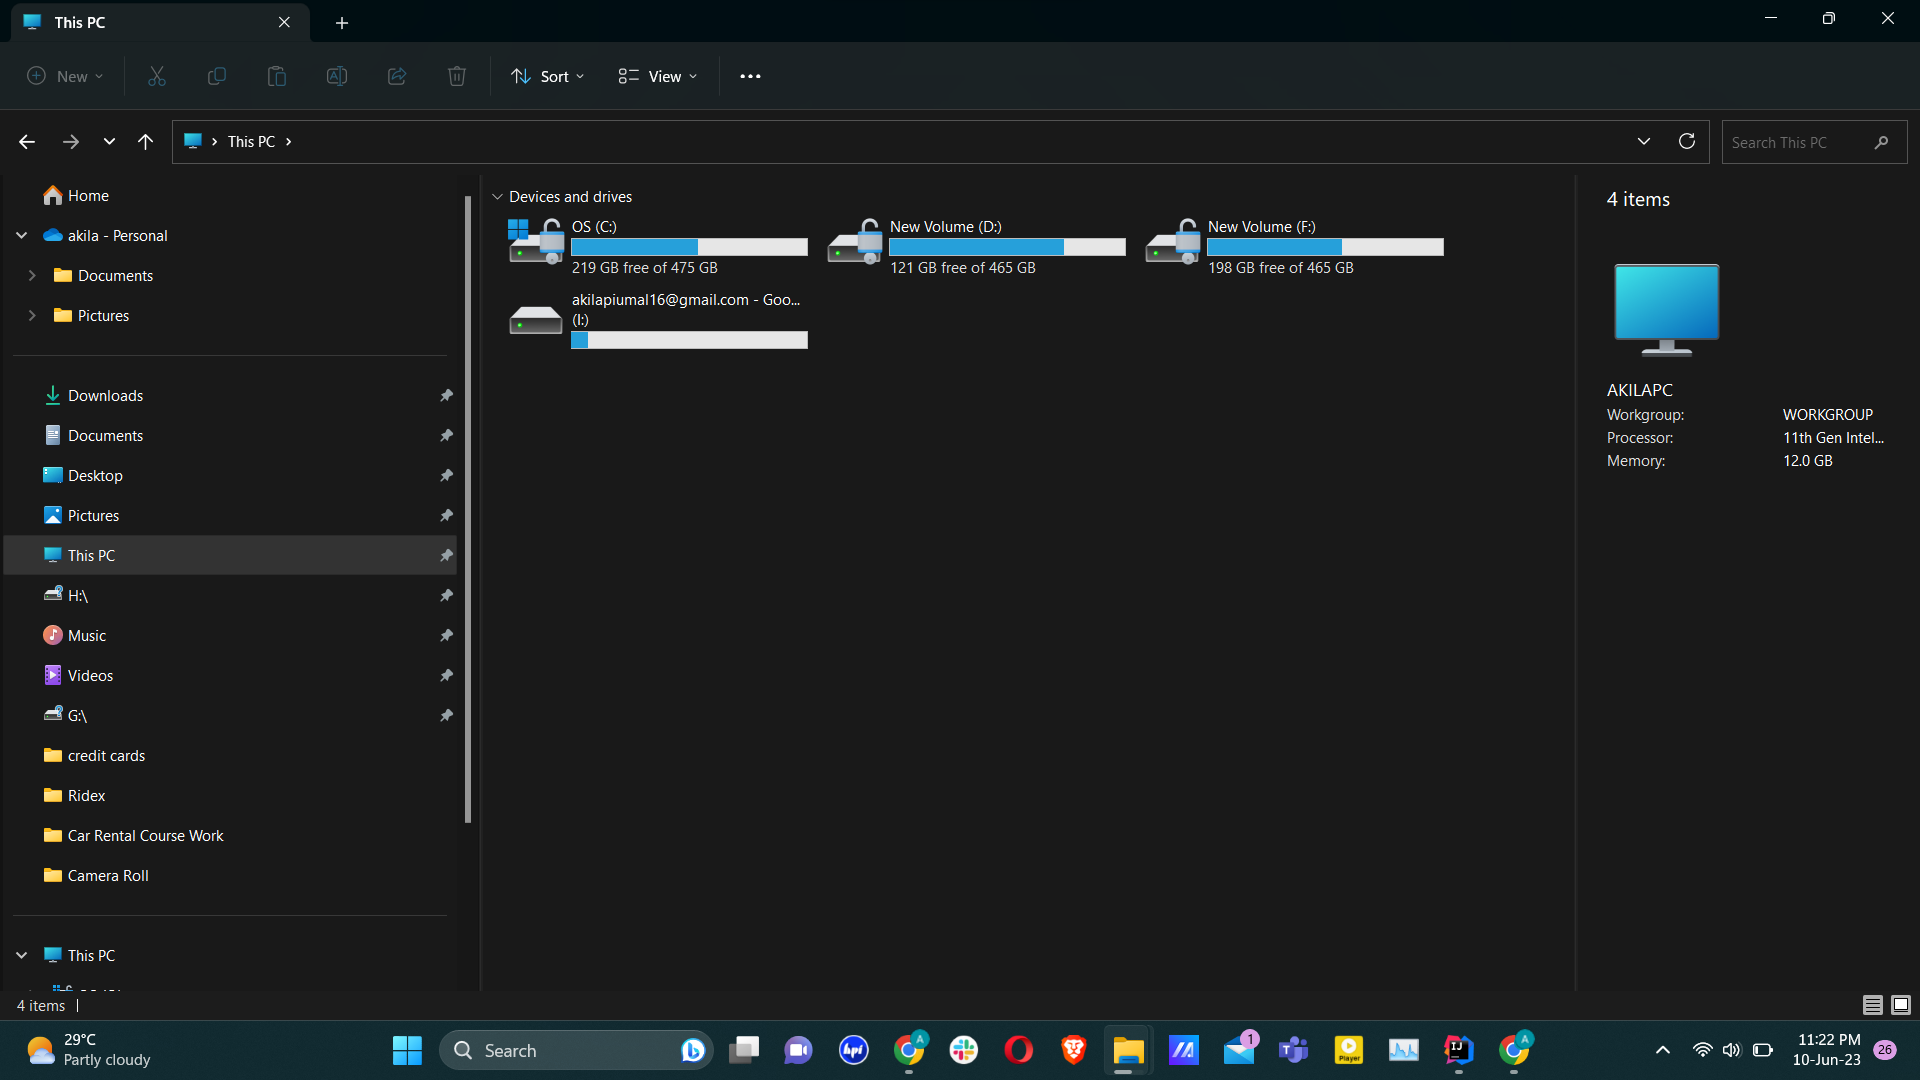 This PC
New
Sort
View
This PC
Search This PC
Home
akila - Personal
Documents
Pictures
Downloads
Documents
Desktop
Pictures
This PC
H:\
Music
Videos
G:\
credit cards
Ridex
Car Rental Course Work
Camera Roll
This PC
Devices and drives
OS (C:)
219 GB free of 475 GB
New Volume (D:)
121 GB free of 465 GB
New Volume (F:)
198 GB free of 465 GB
akilapiumal16@gmail.com - Goo...
(I:)
4 items
AKILAPC
Workgroup: WORKGROUP
Processor: 11th Gen Intel...
Memory: 12.0 GB
4 items
29°C
Partly cloudy
Search
hpi
A
Player
1
T
IJ
A
11:22 PM
10-Jun-23
26